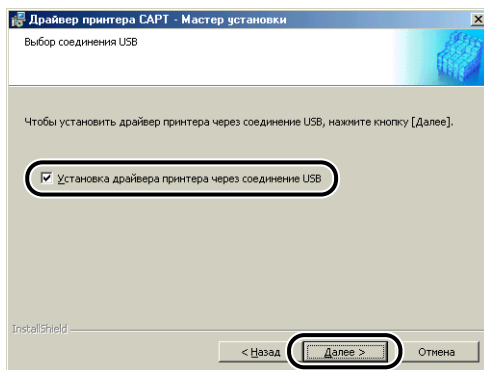 Драйвер принтера CAPT - Мастер установки
Выбор соединения USB
Чтобы установить драйвер принтера через соединение USB, нажмите кнопку [Далее].
Установка драйвера принтера через соединение USB
InstallShield
< Назад
Далее >
Отмена